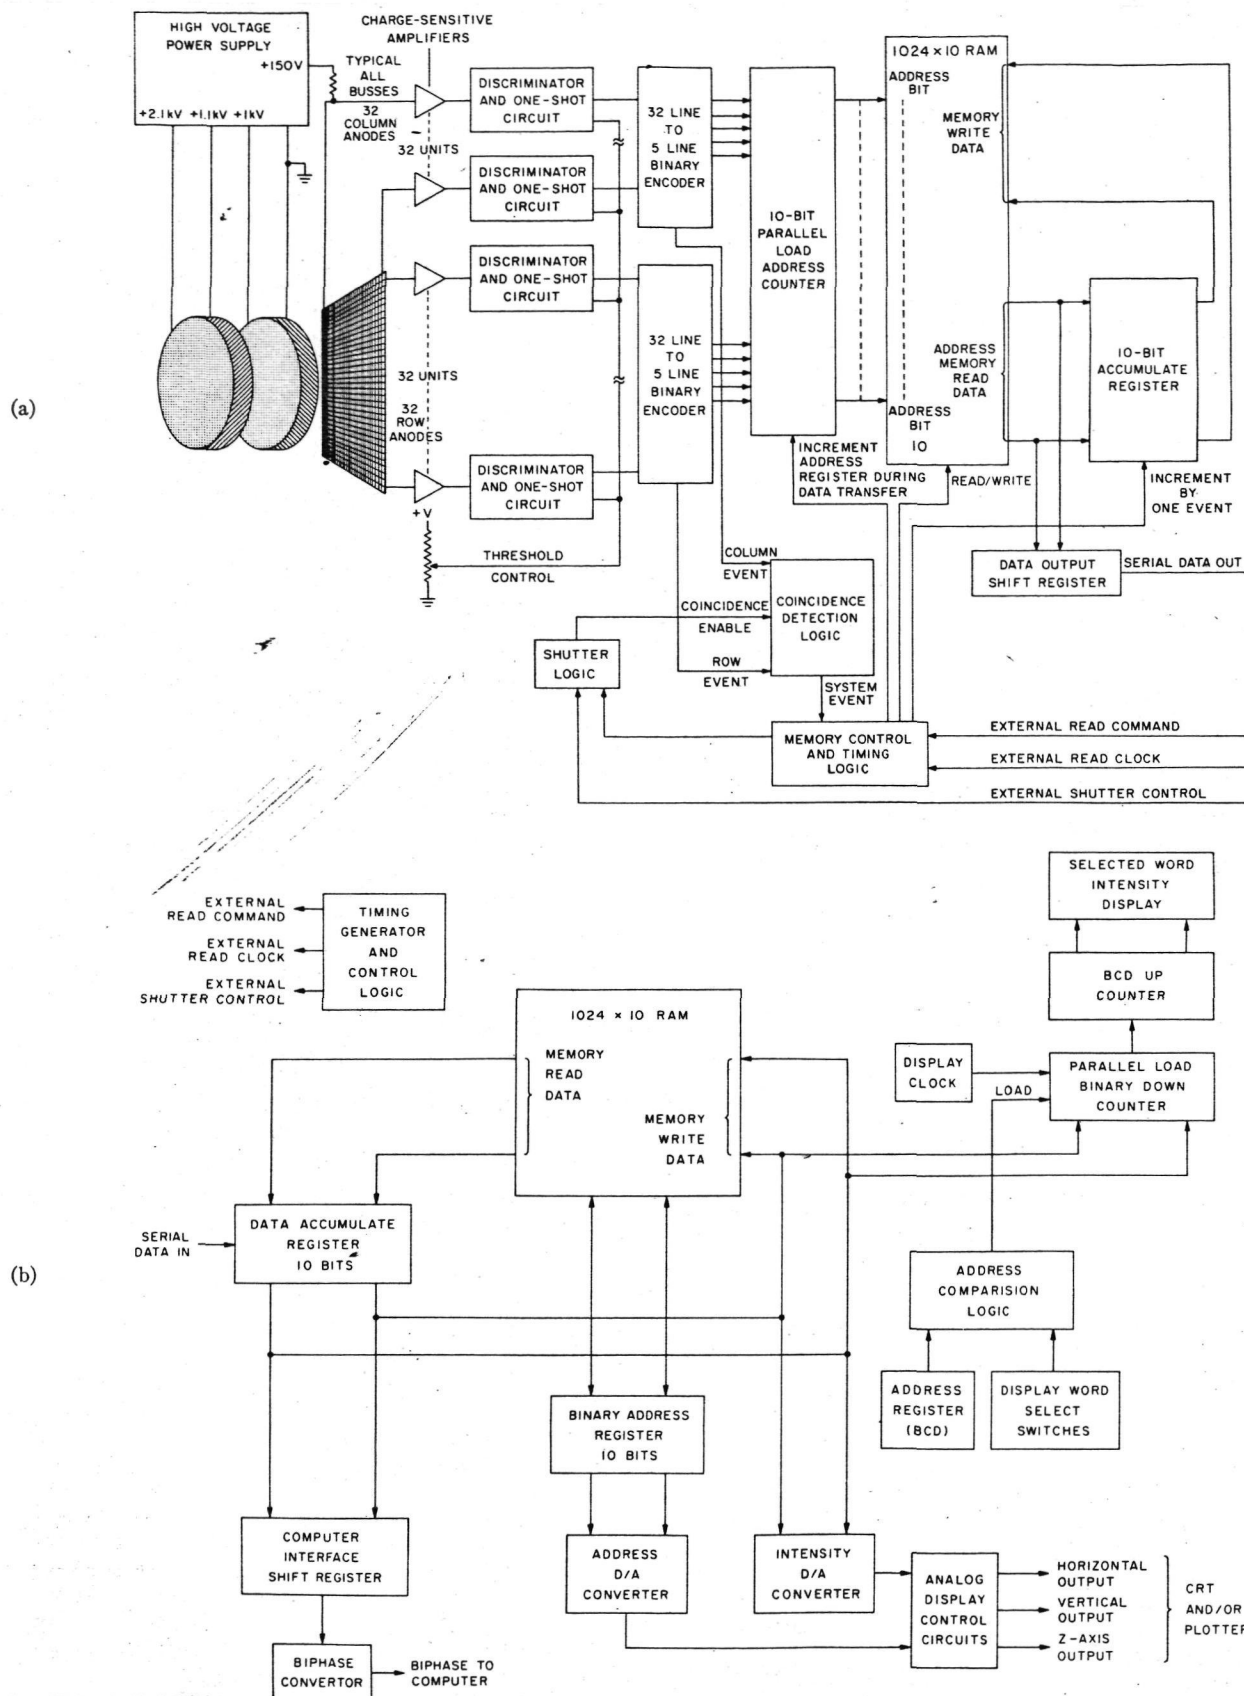 HIGH VOLTAGE
POWER SUPPLY
+150V
+2.1kV +1.1kV +1kV
CHARGE-SENSITIVE
AMPLIFIERS
TYPICAL
ALL
BUSSES
32
COLUMN
ANODES
32 UNITS
DISCRIMINATOR
AND ONE-SHOT
CIRCUIT
DISCRIMINATOR
AND ONE-SHOT
CIRCUIT
DISCRIMINATOR
AND ONE-SHOT
CIRCUIT
DISCRIMINATOR
AND ONE-SHOT
CIRCUIT
32 LINE
TO
5 LINE
BINARY
ENCODER
32 LINE
TO
5 LINE
BINARY
ENCODER
10-BIT
PARALLEL
LOAD
ADDRESS
COUNTER
1024 x 10 RAM
ADDRESS
BIT
MEMORY
WRITE
DATA
ADDRESS
MEMORY
READ
DATA
ADDRESS
BIT
10
10-BIT
ACCUMULATE
REGISTER
(a)
32 UNITS
32
ROW
ANODES
+V
THRESHOLD
CONTROL
INCREMENT
ADDRESS
REGISTER DURING
DATA TRANSFER
READ/WRITE
INCREMENT
BY
ONE EVENT
DATA OUTPUT
SHIFT REGISTER
SERIAL DATA OUT
COLUMN
EVENT
COINCIDENCE
ENABLE
COINCIDENCE
DETECTION
LOGIC
SHUTTER
LOGIC
ROW
EVENT
SYSTEM
EVENT
MEMORY CONTROL
AND TIMING
LOGIC
EXTERNAL READ COMMAND
EXTERNAL READ CLOCK
EXTERNAL SHUTTER CONTROL
EXTERNAL
READ COMMAND
EXTERNAL
READ CLOCK
EXTERNAL
SHUTTER CONTROL
TIMING
GENERATOR
AND
CONTROL
LOGIC
SELECTED WORD
INTENSITY
DISPLAY
BCD UP
COUNTER
DISPLAY
CLOCK
LOAD
PARALLEL LOAD
BINARY DOWN
COUNTER
1024 x 10 RAM
MEMORY
READ
DATA
MEMORY
WRITE
DATA
SERIAL
DATA IN
DATA ACCUMULATE
REGISTER
10 BITS
(b)
ADDRESS
COMPARISION
LOGIC
ADDRESS
REGISTER
(BCD)
DISPLAY WORD
SELECT
SWITCHES
BINARY ADDRESS
REGISTER
10 BITS
COMPUTER
INTERFACE
SHIFT REGISTER
ADDRESS
D/A
CONVERTER
INTENSITY
D/A
CONVERTER
ANALOG
DISPLAY
CONTROL
CIRCUITS
HORIZONTAL
OUTPUT
VERTICAL
OUTPUT
Z-AXIS
OUTPUT
CRT
AND/OR
PLOTTER
BIPHASE
CONVERTOR
BIPHASE TO
COMPUTER